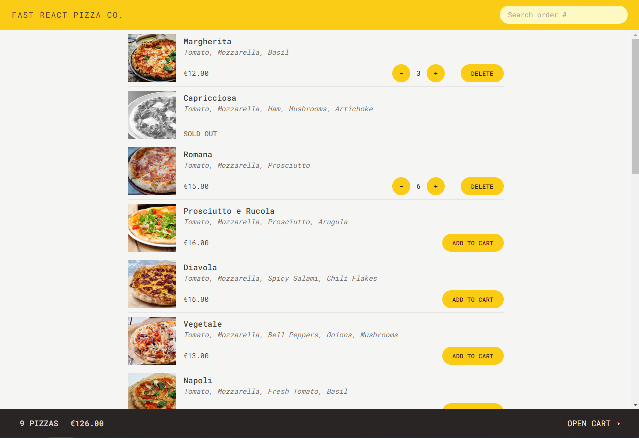 FAST REACT PIZZA CO.
Search order #
Margherita
Tomato, Mozzarella, Basil
€12.00
-
3
+
DELETE
Capricciosa
Tomato, Mozzarella, Ham, Mushrooms, Artichoke
SOLD OUT
Romana
Tomato, Mozzarella, Prosciutto
€15.00
-
6
+
DELETE
Prosciutto e Rucola
Tomato, Mozzarella, Prosciutto, Arugula
€16.00
ADD TO CART
Diavola
Tomato, Mozzarella, Spicy Salami, Chili Flakes
€16.00
ADD TO CART
Vegetale
Tomato, Mozzarella, Bell Peppers, Onions, Mushrooms
€13.00
ADD TO CART
Napoli
Tomato, Mozzarella, Fresh Tomato, Basil
9 PIZZAS €126.00
OPEN CART